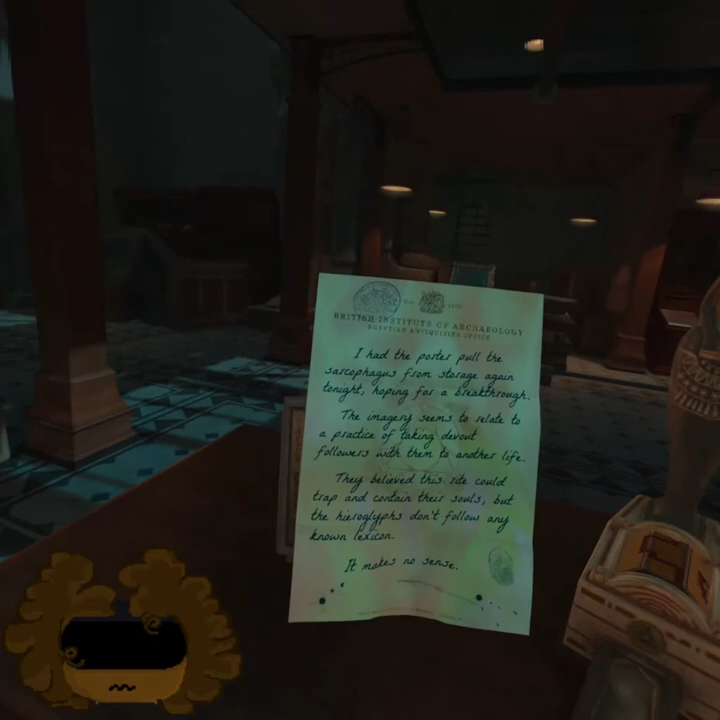 BRITISH INSTITUTE OF ARCHAEOLOGY
EGYPTIAN ANTIQUITIES OFFICE
I had the porter pull the
sarcophagus from storage again
tonight, hoping for a breakthrough.
The imagery seems to relate to
a practice of taking devout
followers with them to another life.
They believed this site could
trap and contain their souls, but
the hieroglyphs don't follow any
known lexicon.
It makes no sense.